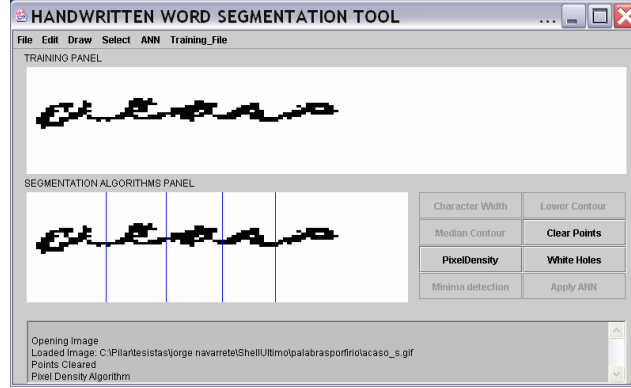 HANDWRITTEN WORD SEGMENTATION TOOL ...
File Edit Draw Select ANN Training_File
TRAINING PANEL
SEGMENTATION ALGORITHMS PANEL
Character Width Lower Contour
Median Contour Clear Points
PixelDensity White Holes
Minima detection Apply ANN
Opening Image
Loaded Image: C:\Pilar\tesistas\jorge navarrete\ShellUltimo\palabrasporfirio\acaso_s.gif
Points Cleared
Pixel Density Algorithm